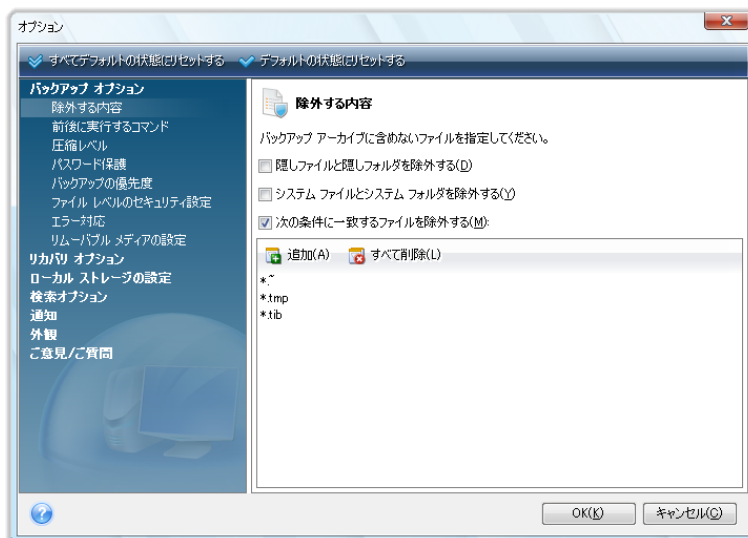 オプション
すべてデフォルトの状態にリセットする デフォルトの状態にリセットする
バックアップ オプション
除外する内容
前後に実行するコマンド
圧縮レベル
パスワード保護
バックアップの優先度
ファイル レベルのセキュリティ設定
エラー対応
リムーバブル メディアの設定
リカバリ オプション
ローカル ストレージの設定
検索オプション
通知
外観
ご意見/ご質問
除外する内容
バックアップ アーカイブに含めないファイルを指定してください。
隠しファイルと隠しフォルダを除外する(D)
システム ファイルとシステム フォルダを除外する(Y)
次の条件に一致するファイルを除外する(M):
追加(A) すべて削除(L)
*.~
*.tmp
*.tib
OK(K) キャンセル(C)